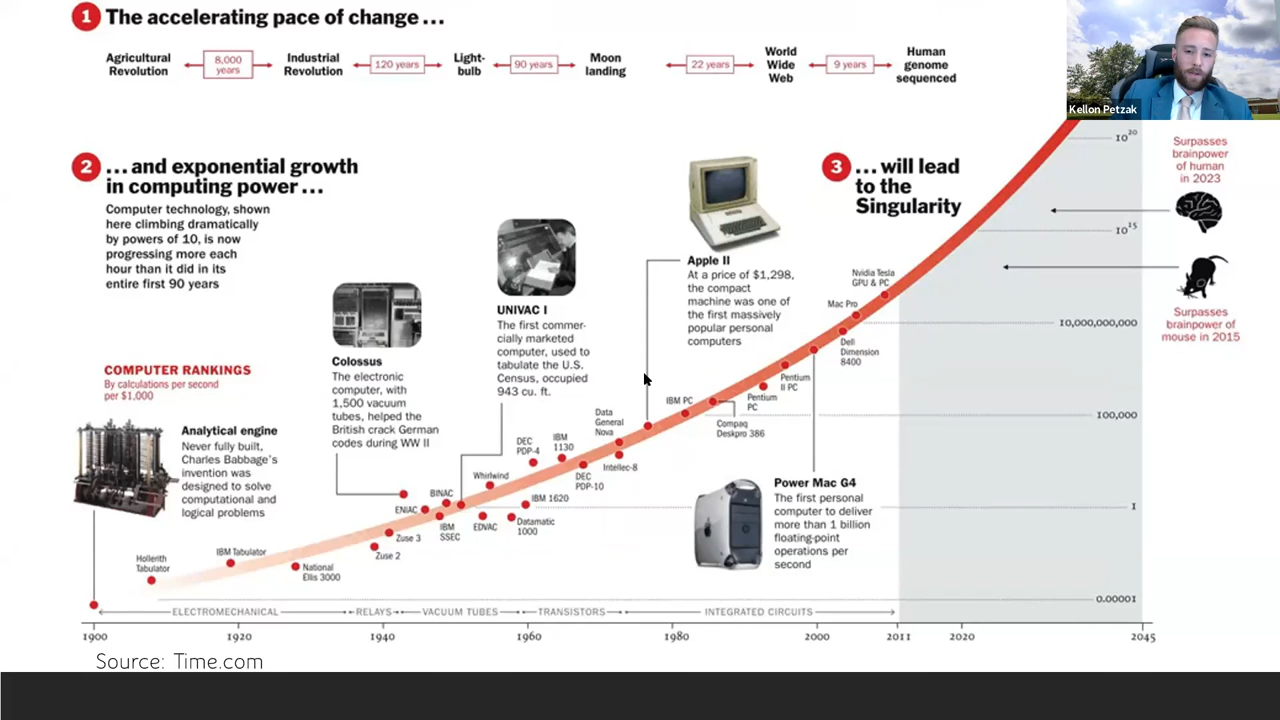 1 The accelerating pace of change ...
Agricultural
Revolution
8,000
years
Industrial
Revolution
120 years
Light-
bulb
90 years
Moon
landing
22 years
World
Wide
Web
9 years
Human
genome
sequenced
Kellon Petzak
2 ... and exponential growth
in computing power ...
Computer technology, shown
here climbing dramatically
by powers of 10, is now
progressing more each
hour than it did in its
entire first 90 years
3 ... will lead
to the
Singularity
COMPUTER RANKINGS
By calculations per second
per $1,000
Analytical engine
Never fully built,
Charles Babbage's
invention was
designed to solve
computational and
logical problems
Colossus
The electronic
computer, with
1,500 vacuum
tubes, helped the
British crack German
codes during WW II
UNIVAC I
The first commer-
cially marketed
computer, used to
tabulate the U.S.
Census, occupied
943 cu. ft.
Apple II
At a price of $1,298,
the compact
machine was one of
the first massively
popular personal
computers
Power Mac G4
The first personal
computer to deliver
more than 1 billion
floating-point
operations per
second
Hollerith
Tabulator
IBM Tabulator
National
Ellis 3000
Zuse 2
Zuse 3
ENIAC
BINAC
IBM
SSEC
Whirlwind
EDVAC
DEC
PDP-4
IBM
1130
IBM 1620
Datamatic
1000
DEC
PDP-10
Data
General
Nova
Intellec-8
IBM PC
Compaq
Deskpro 386
Pentium
PC
Pentium
II PC
Dell
Dimension
8400
Mac Pro
Nvidia Tesla
GPU & PC
10²⁰
10¹⁵
10,000,000,000
100,000
1
0.00001
Surpasses
brainpower
of human
in 2023
Surpasses
brainpower of
mouse in 2015
ELECTROMECHANICAL
RELAYS
VACUUM TUBES
TRANSISTORS
INTEGRATED CIRCUITS
1900
1920
1940
1960
1980
2000
2011
2020
2045
Source: Time.com